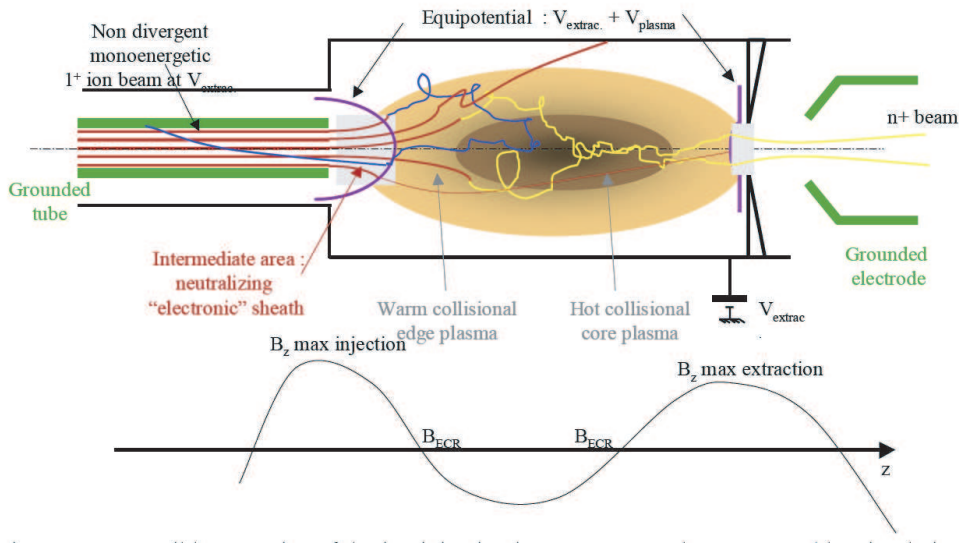 Equipotential : Vextrac. + Vplasma
Non divergent
monoenergetic
1+ ion beam at Vextrac.
n+ beam
Grounded
tube
Intermediate area :
neutralizing
“electronic” sheath
Warm collisional
edge plasma
Hot collisional
core plasma
Grounded
electrode
Vextrac
Bz max injection
Bz max extraction
BECR
BECR
z